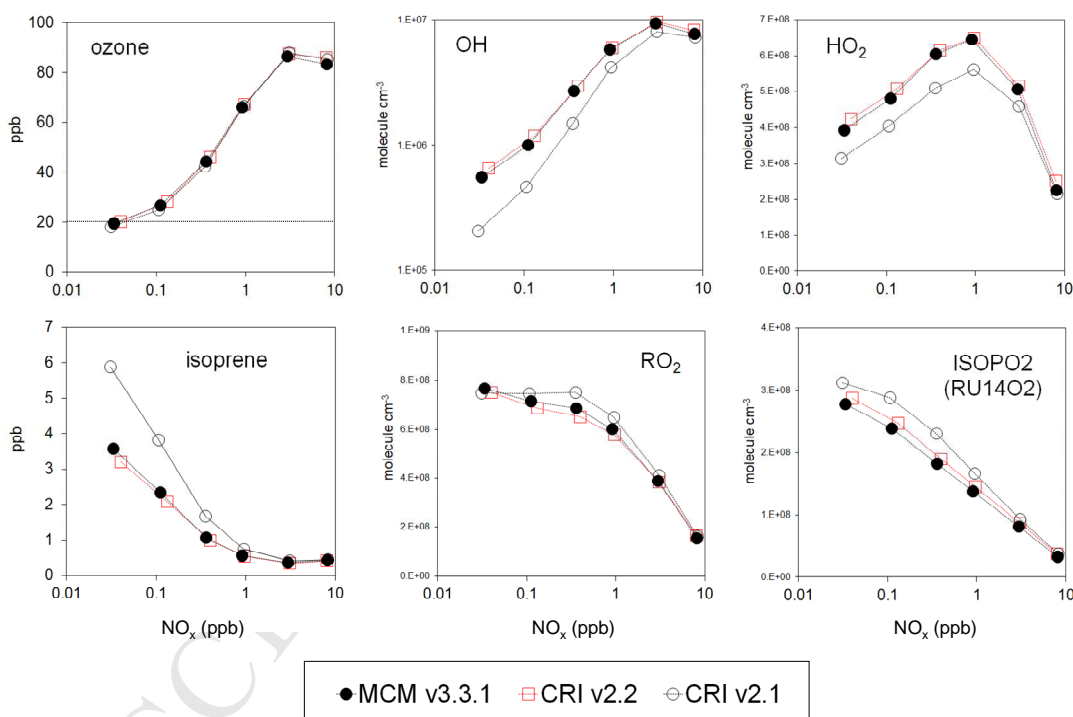 ozone
ppb
100
80
60
40
20
0
0.01 0.1 1 10
OH
molecule cm-3
1.E+07
1.E+06
1.E+05
0.01 0.1 1 10
HO2
molecule cm-3
7.E+08
6.E+08
5.E+08
4.E+08
3.E+08
2.E+08
1.E+08
0.E+00
0.01 0.1 1 10
isoprene
ppb
7
6
5
4
3
2
1
0
0.01 0.1 1 10
NOx (ppb)
RO2
molecule cm-3
1.E+09
8.E+08
6.E+08
4.E+08
2.E+08
0.E+00
0.01 0.1 1 10
NOx (ppb)
ISOPO2
(RU14O2)
molecule cm-3
4.E+08
3.E+08
2.E+08
1.E+08
0.E+00
0.01 0.1 1 10
NOx (ppb)
MCM v3.3.1 CRI v2.2 CRI v2.1